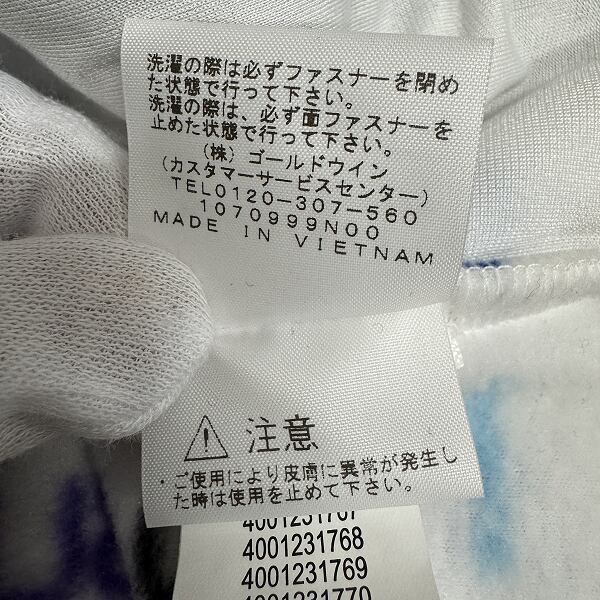 洗濯の際は必ずファスナーを閉め
た状態で行って下さい。
洗濯の際は、必ず面ファスナーを
止めた状態で行って下さい。
(株) ゴールドウイン
(カスタマーサービスセンター)
TEL0120-307-560
1070999N00
MADE IN VIETNAM
注意
・ご使用により皮膚に異常が発生し
た時は使用を止めて下さい。
4001231767
4001231768
4001231769
4001231770